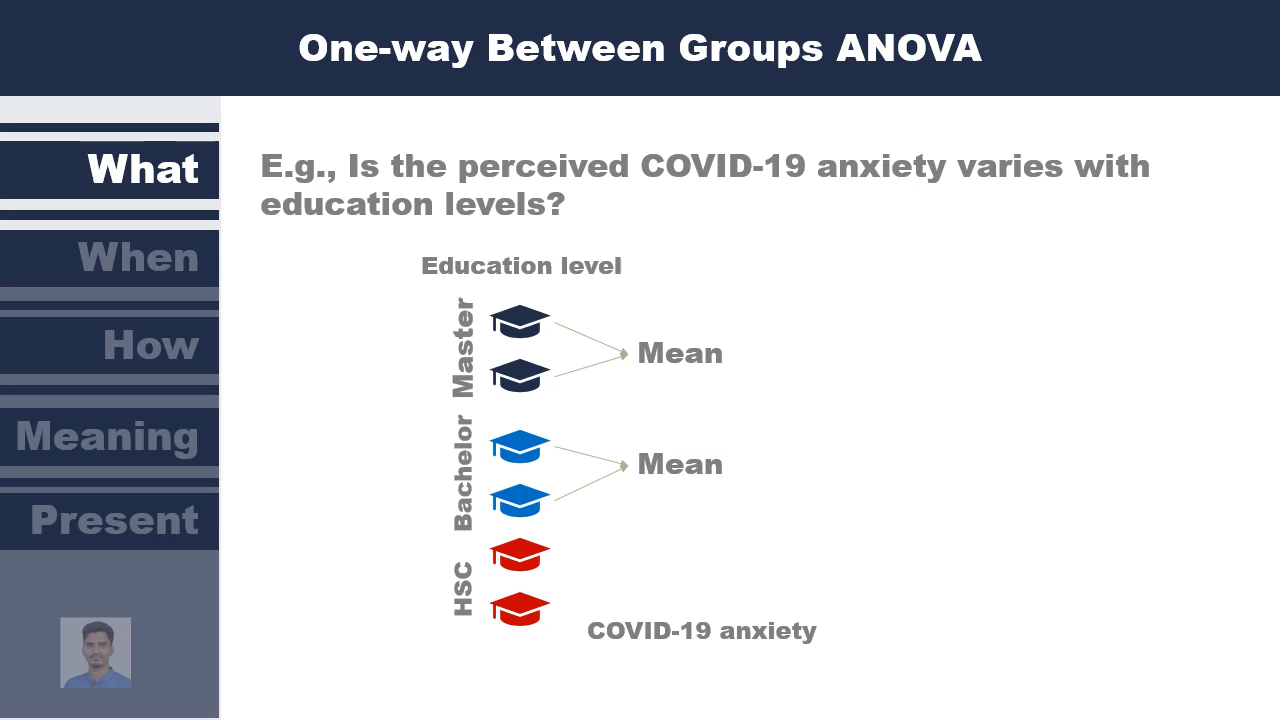 One-way Between Groups ANOVA
What
When
How
Meaning
Present
E.g., Is the perceived COVID-19 anxiety varies with
education levels?
Education level
Master
Mean
Bachelor
Mean
HSC
COVID-19 anxiety